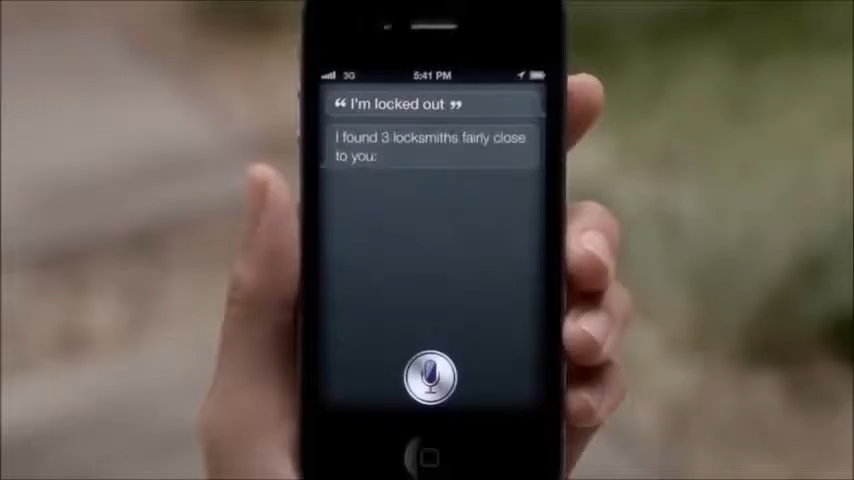 3G 5:41 PM
“ I'm locked out ”
I found 3 locksmiths fairly close
to you: